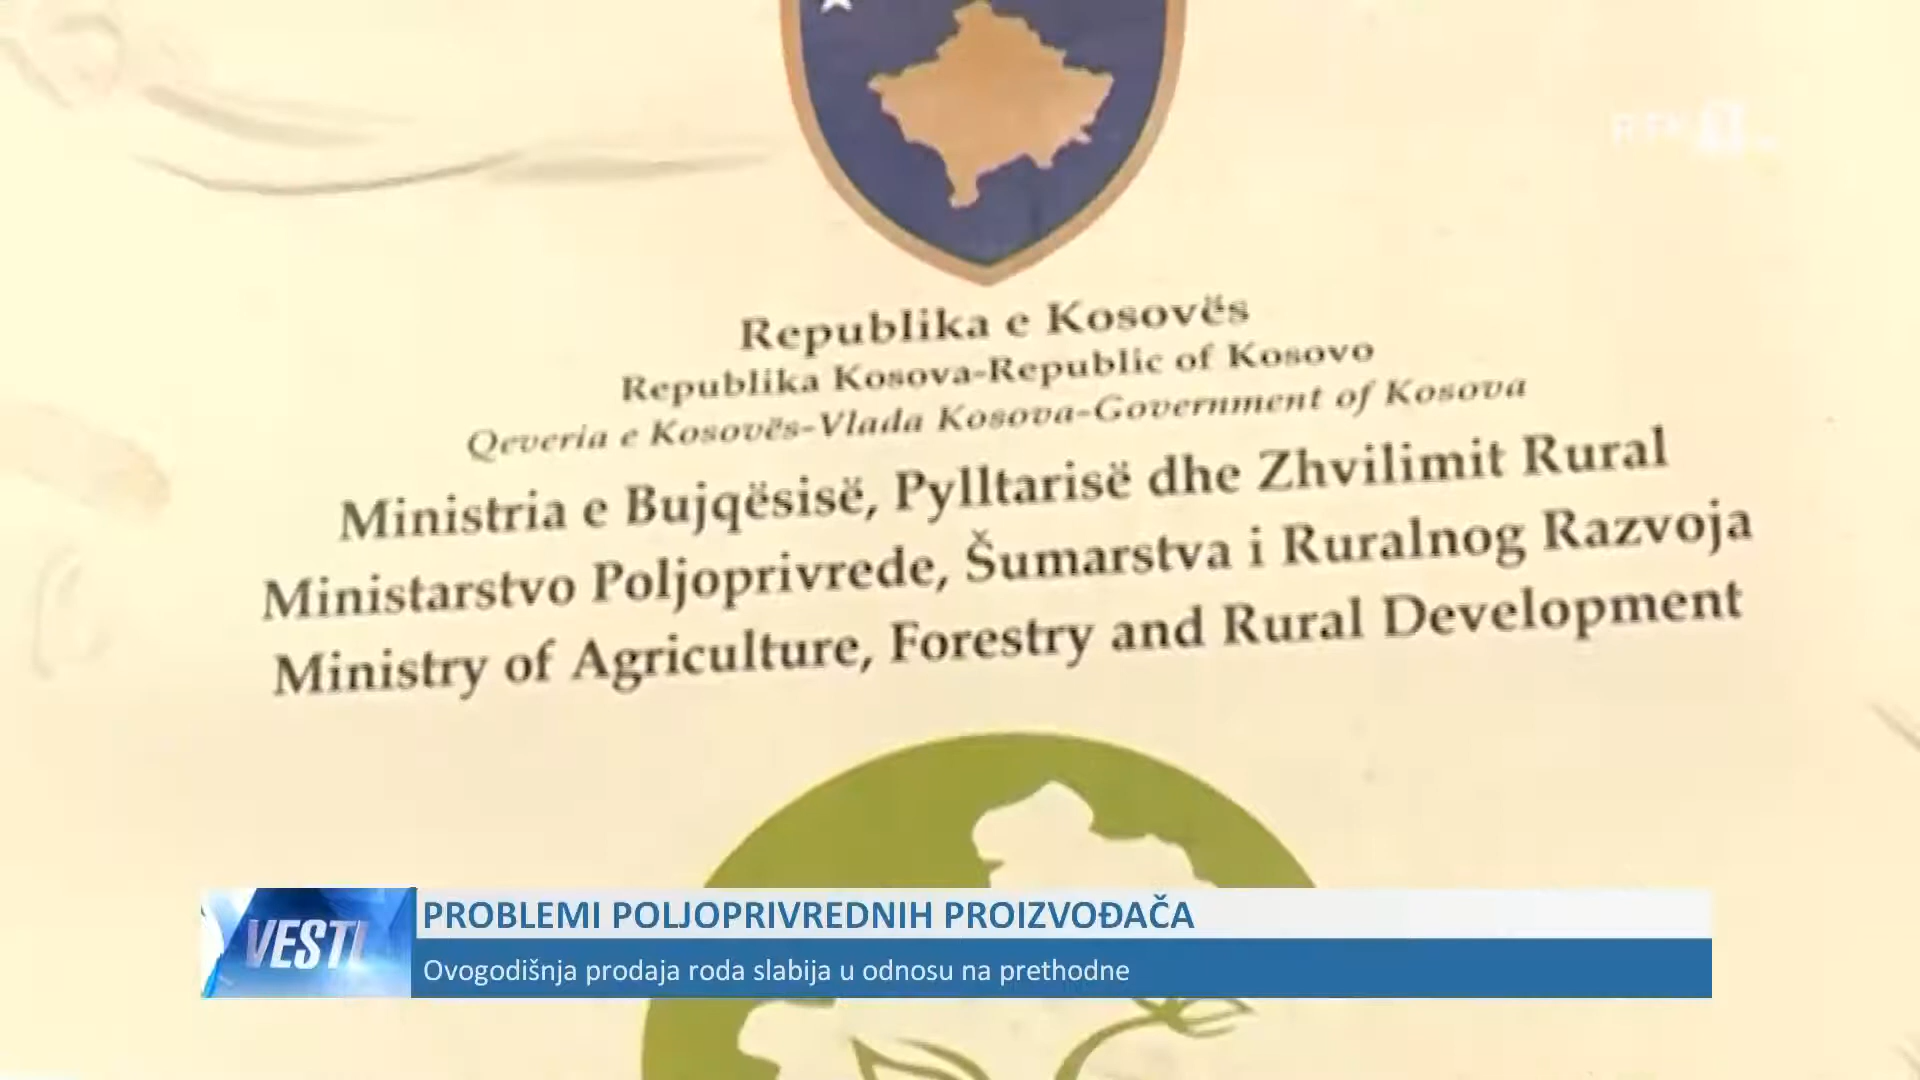 Republika e Kosovës
Republika Kosova-Republic of Kosovo
Qeveria e Kosovës-Vlada Kosova-Government of Kosova
Ministria e Bujqësisë, Pylltarisë dhe Zhvilimit Rural
Ministarstvo Poljoprivrede, Šumarstva i Ruralnog Razvoja
Ministry of Agriculture, Forestry and Rural Development
VESTI
PROBLEMI POLJOPRIVREDNIH PROIZVOĐAČA
Ovogodišnja prodaja roda slabija u odnosu na prethodne